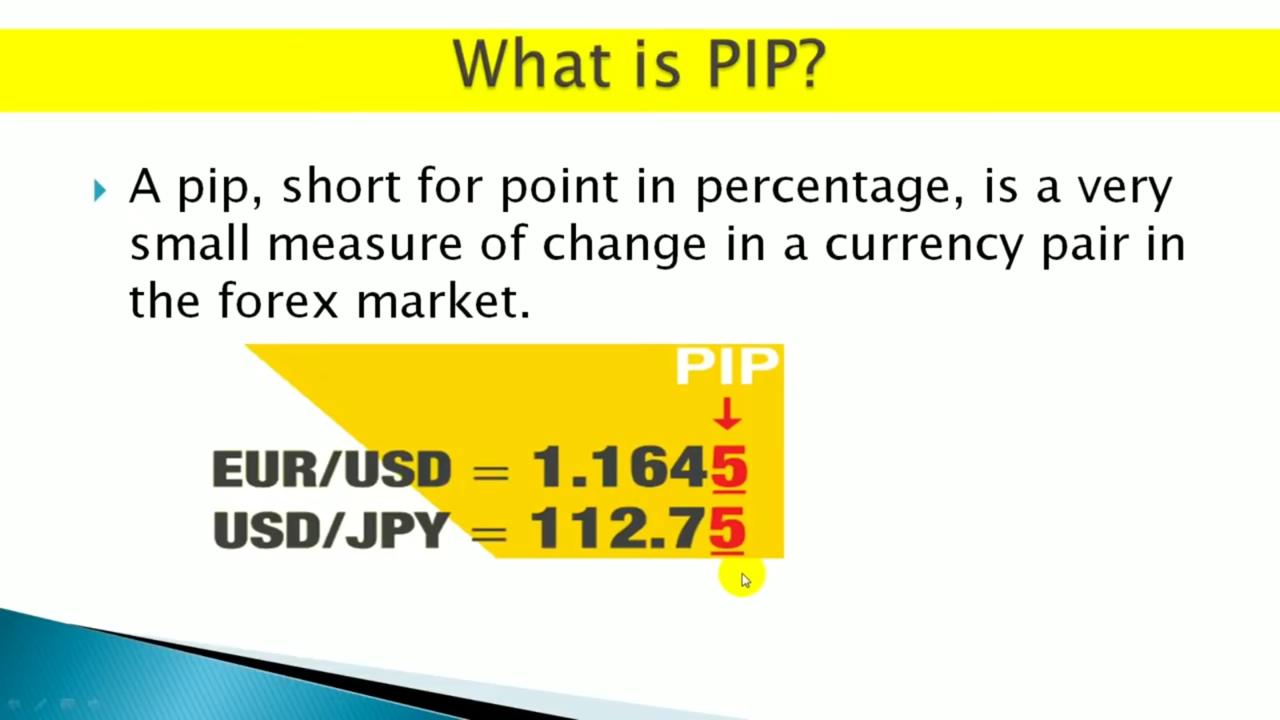 What is PIP?
A pip, short for point in percentage, is a very
small measure of change in a currency pair in
the forex market.
PIP
EUR/USD = 1.1645
USD/JPY = 112.75